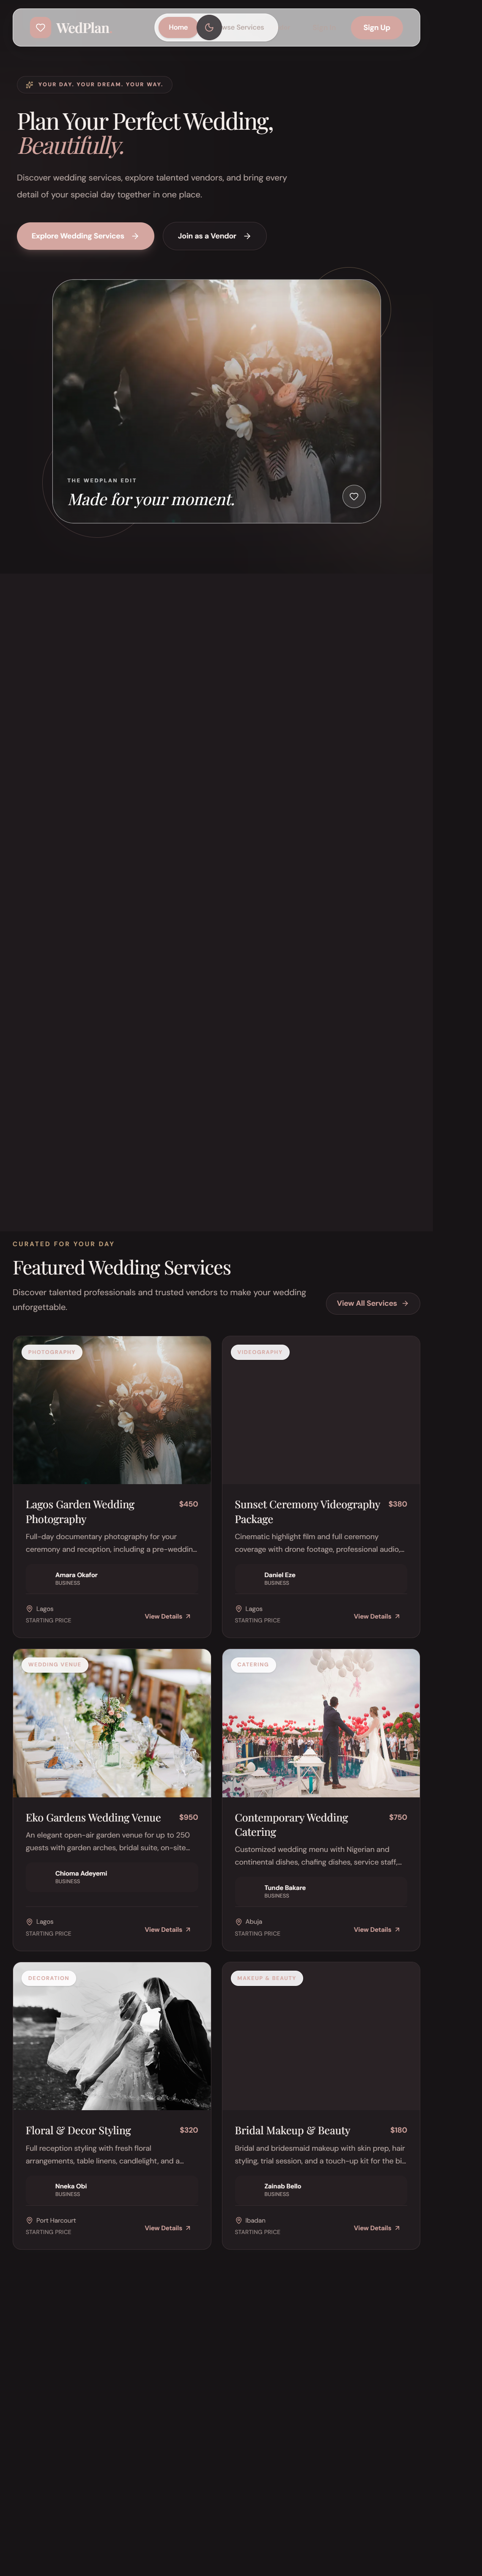 WedPlan
Home
wse Services
Sign Up
YOUR DAY. YOUR DREAM. YOUR WAY.
Plan Your Perfect Wedding,
Beautifully.
Discover wedding services, explore talented vendors, and bring every
detail of your special day together in one place.
Explore Wedding Services
Join as a Vendor
THE WEDPLAN EDIT
Made for your moment.
CURATED FOR YOUR DAY
Featured Wedding Services
Discover talented professionals and trusted vendors to make your wedding
unforgettable.
View All Services
PHOTOGRAPHY
Lagos Garden Wedding
Photography
$450
Full-day documentary photography for your
ceremony and reception, including a pre-weddin...
Amara Okafor
BUSINESS
Lagos
STARTING PRICE
View Details
VIDEOGRAPHY
Sunset Ceremony Videography
Package
$380
Cinematic highlight film and full ceremony
coverage with drone footage, professional audio,...
Daniel Eze
BUSINESS
Lagos
STARTING PRICE
View Details
WEDDING VENUE
Eko Gardens Wedding Venue
$950
An elegant open-air garden venue for up to 250
guests with garden arches, bridal suite, on-site...
Chioma Adeyemi
BUSINESS
Lagos
STARTING PRICE
View Details
CATERING
Contemporary Wedding
Catering
$750
Customized wedding menu with Nigerian and
continental dishes, chafing dishes, service staff,...
Tunde Bakare
BUSINESS
Abuja
STARTING PRICE
View Details
DECORATION
Floral & Decor Styling
$320
Full reception styling with fresh floral
arrangements, table linens, candlelight, and a...
Nneka Obi
BUSINESS
Port Harcourt
STARTING PRICE
View Details
MAKEUP & BEAUTY
Bridal Makeup & Beauty
$180
Bridal and bridesmaid makeup with skin prep, hair
styling, trial session, and a touch-up kit for the bi...
Zainab Bello
BUSINESS
Ibadan
STARTING PRICE
View Details